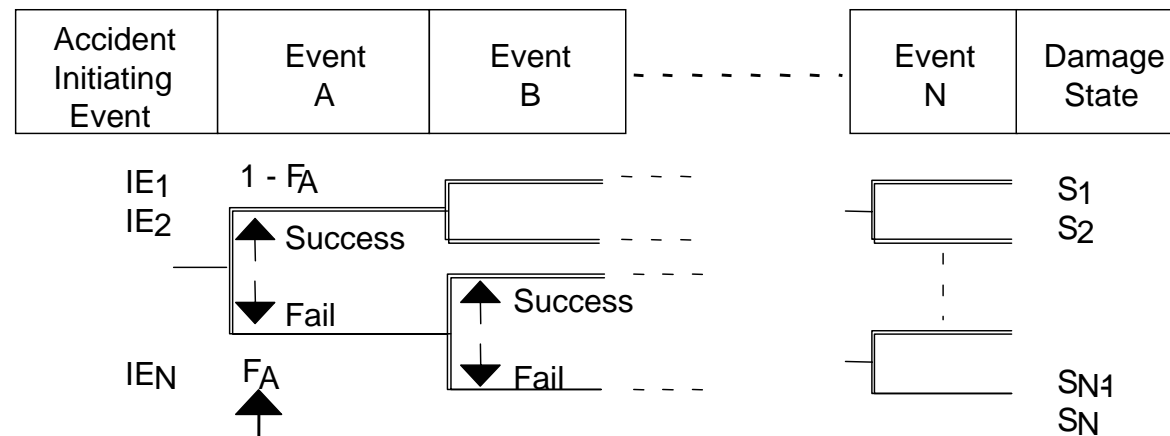 Accident
Initiating
Event
Event
A
Event
B
Event
N
Damage
State
IE1
IE2
1 - FA
Success
Fail
Success
Fail
IEN
FA
S1
S2
SN-1
SN